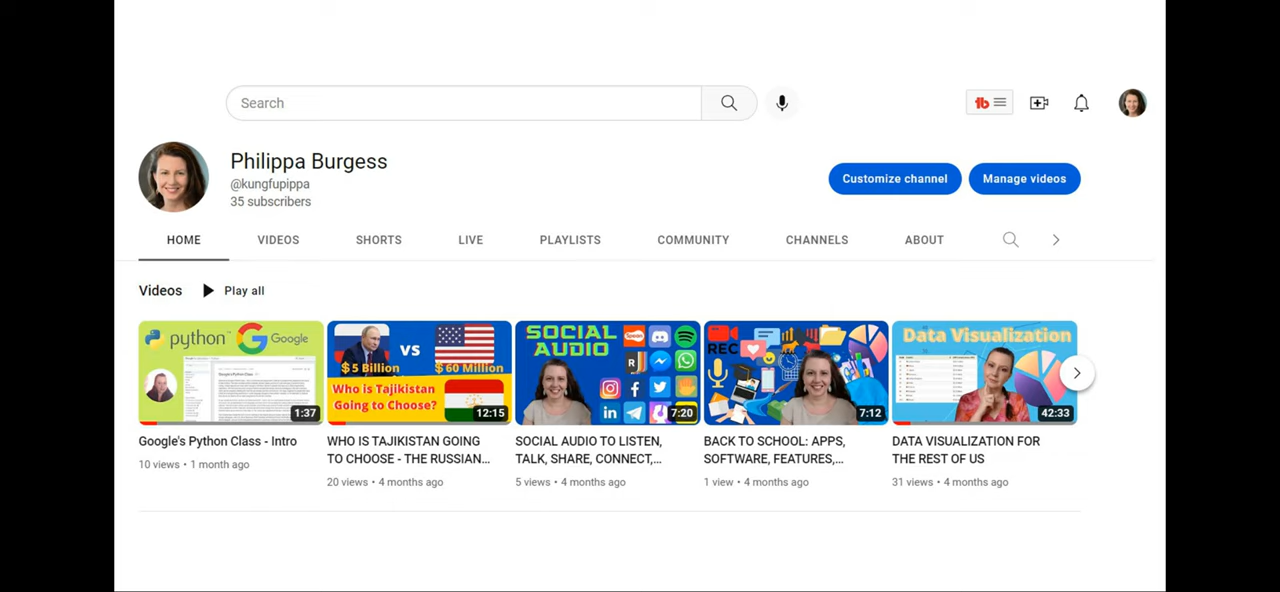 Search
tb
Philippa Burgess
@kungfupippa
35 subscribers
Customize channel
Manage videos
HOME
VIDEOS
SHORTS
LIVE
PLAYLISTS
COMMUNITY
CHANNELS
ABOUT
Videos
Play all
python
Google
1:37
VS
$5 Billion
$60 Million
Who is Tajikistan
Going to Choose?
12:15
SOCIAL
AUDIO
7:20
REC
7:12
Data Visualization
42:33
Google's Python Class - Intro
10 views • 1 month ago
WHO IS TAJIKISTAN GOING
TO CHOOSE - THE RUSSIAN...
20 views • 4 months ago
SOCIAL AUDIO TO LISTEN,
TALK, SHARE, CONNECT,...
5 views • 4 months ago
BACK TO SCHOOL: APPS,
SOFTWARE, FEATURES,...
1 view • 4 months ago
DATA VISUALIZATION FOR
THE REST OF US
31 views • 4 months ago